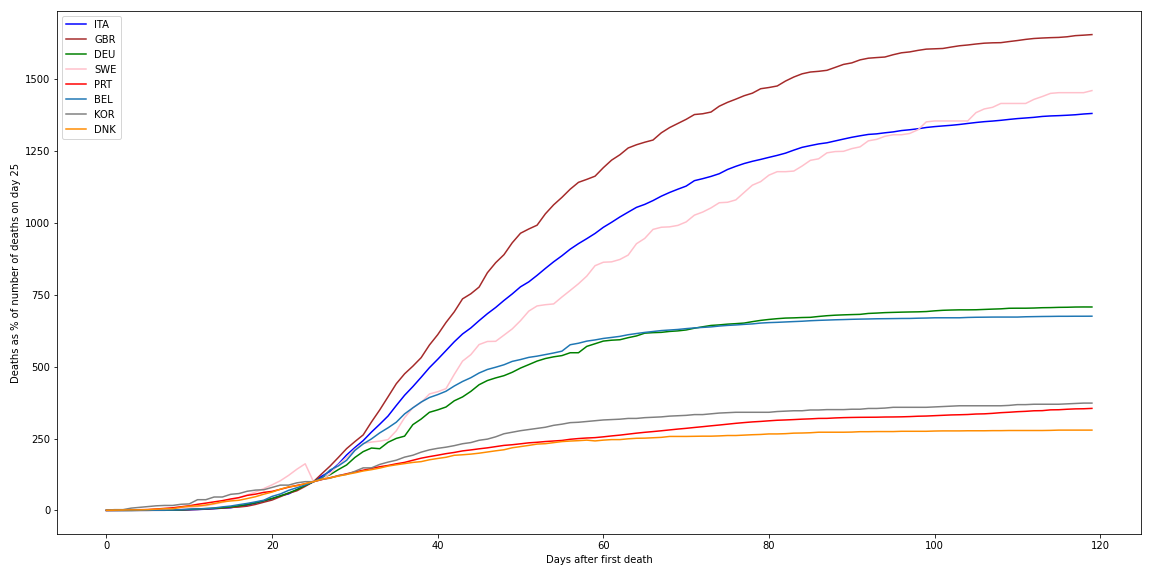 ITA
GBR
DEU
SWE
PRT
BEL
KOR
DNK
Deaths as % of number of deaths on day 25
1500
1250
1000
750
500
250
0
0 20 40 60 80 100 120
Days after first death